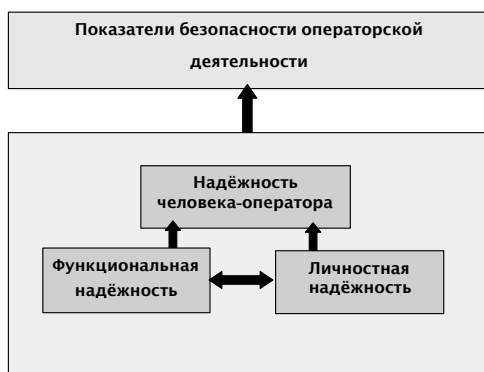 Показатели безопасности операторской
деятельности
Надёжность
человека-оператора
Функциональная
надёжность
Личностная
надёжность